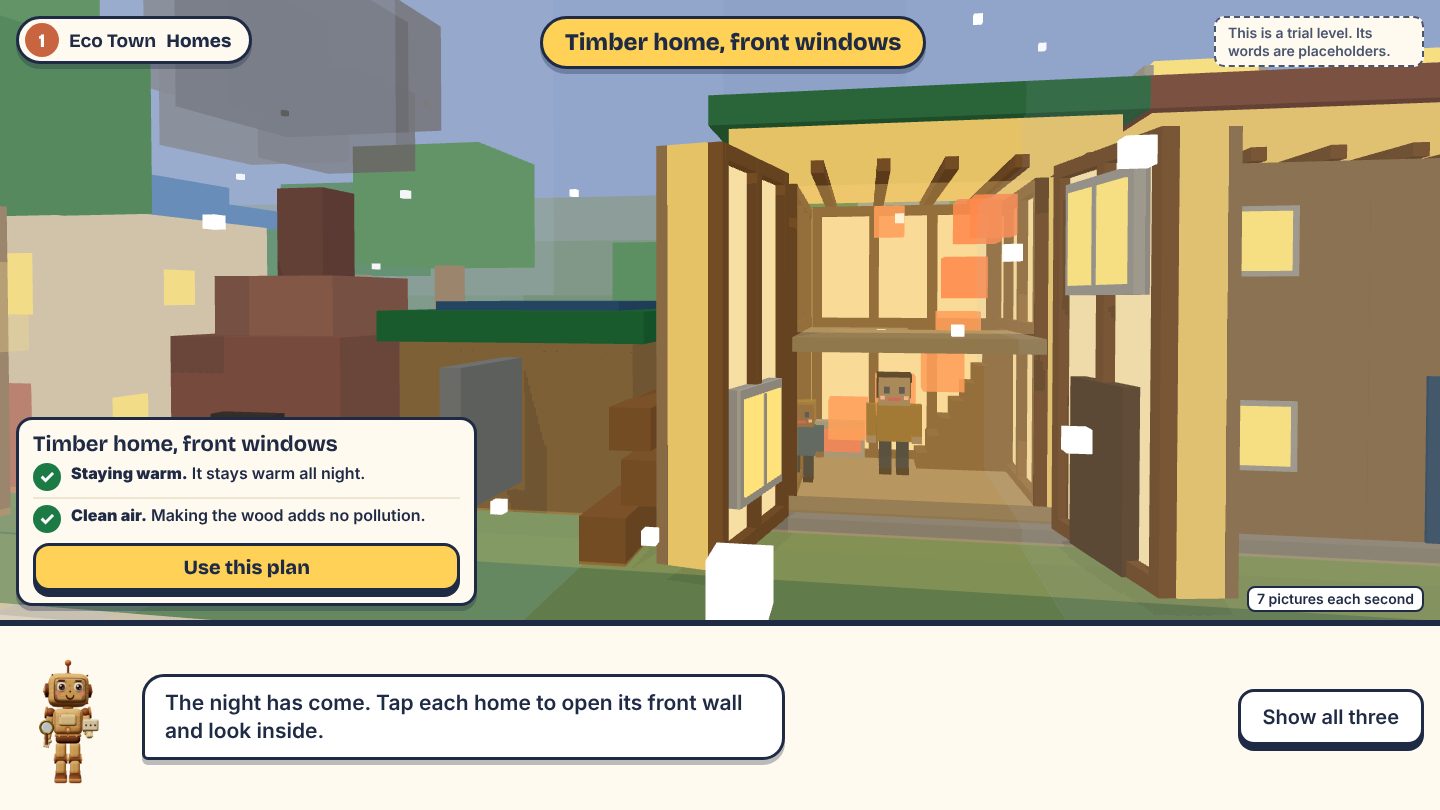 1 Eco Town Homes
Timber home, front windows
This is a trial level. Its
words are placeholders.
Timber home, front windows
Staying warm. It stays warm all night.
Clean air. Making the wood adds no pollution.
Use this plan
7 pictures each second
The night has come. Tap each home to open its front wall
and look inside.
Show all three